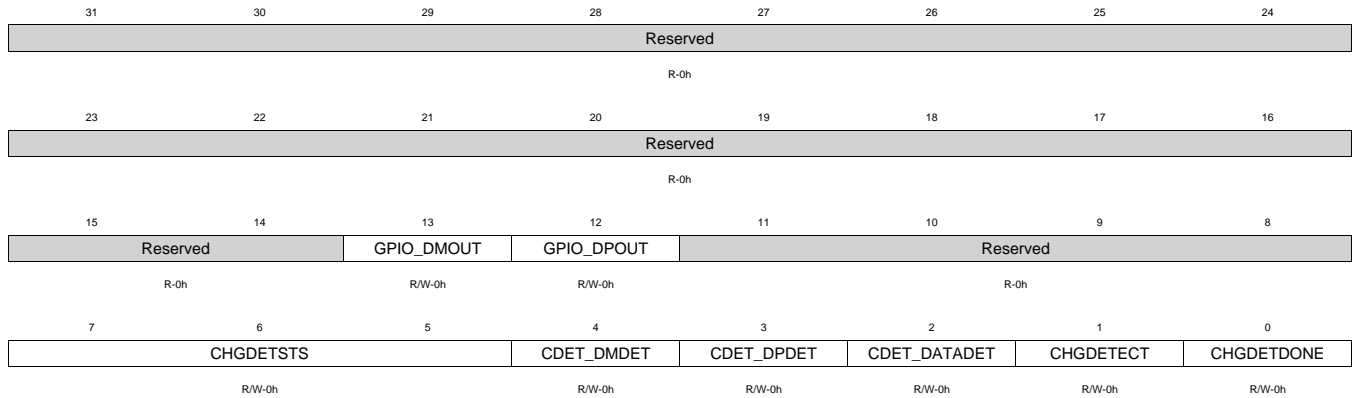 31 30 29 28 27 26 25 24
Reserved
R-0h
23 22 21 20 19 18 17 16
Reserved
R-0h
15 14 13 12 11 10 9 8
Reserved GPIO_DMOUT GPIO_DPOUT Reserved
R-0h R/W-0h R/W-0h R-0h
7 6 5 4 3 2 1 0
CHGDETSTS CDET_DMDET CDET_DPDET CDET_DATADET CHGDETECT CHGDETDONE
R/W-0h R/W-0h R/W-0h R/W-0h R/W-0h R/W-0h